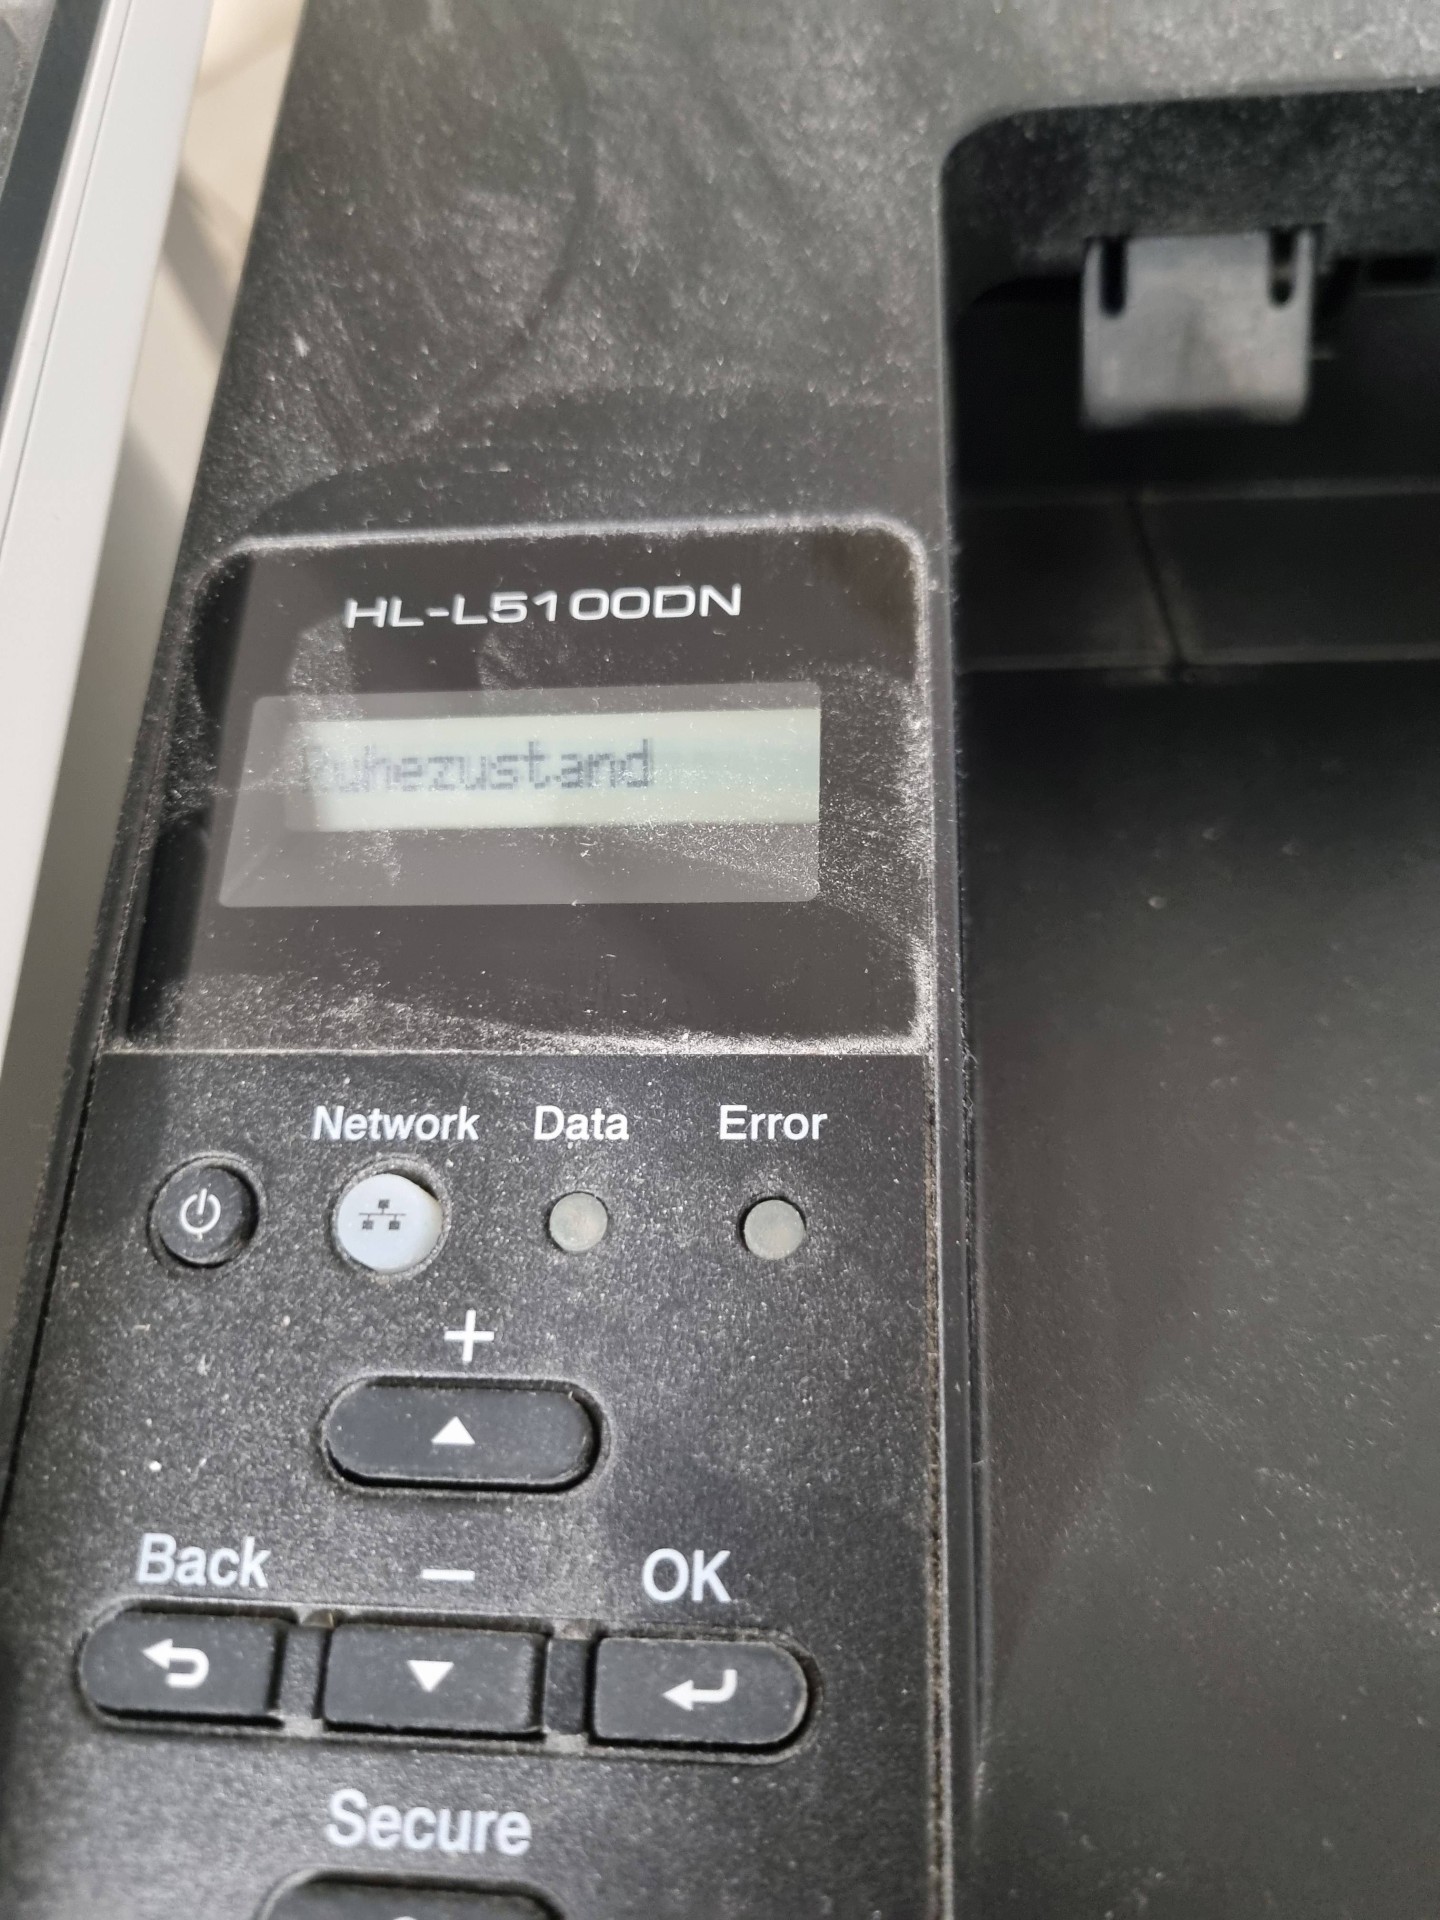 HL-L5100DN
Ruhezustand
Network Data Error
+
Back - OK
Secure